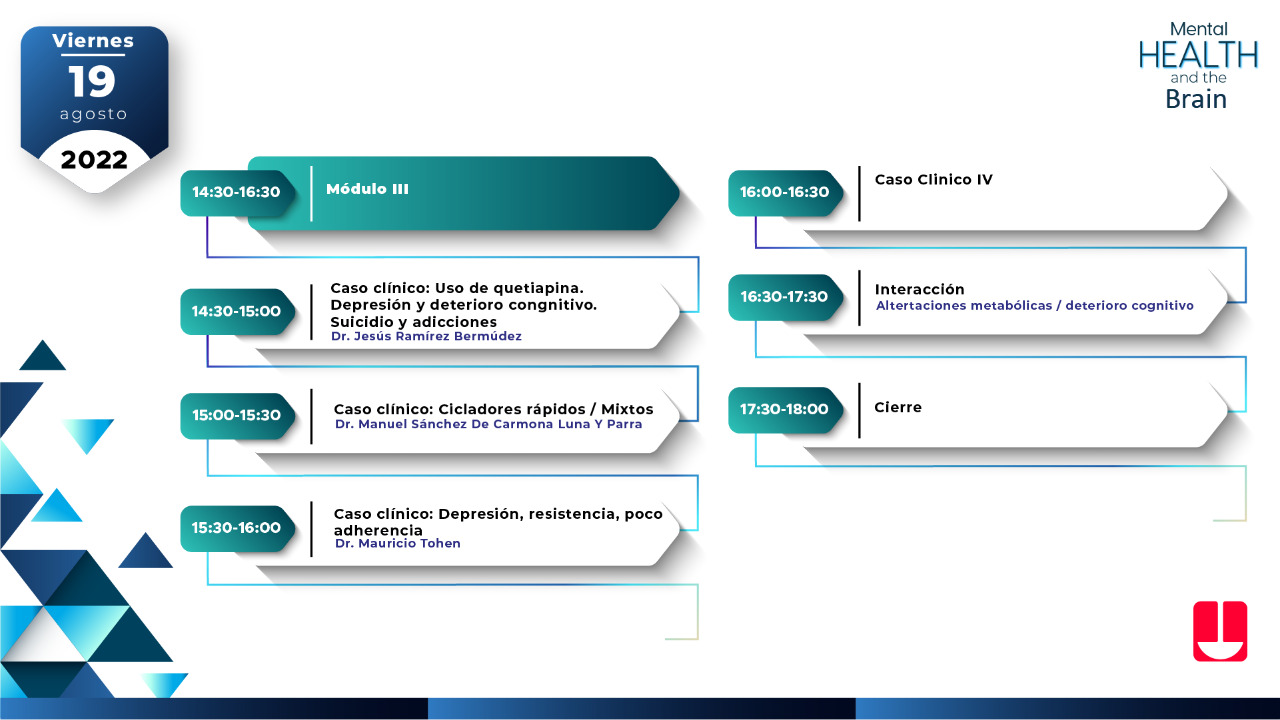 Viernes
19
agosto
2022
Mental
HEALTH
and the
Brain
14:30-16:30
Módulo III
14:30-15:00
Caso clínico: Uso de quetiapina.
Depresión y deterioro congnitivo.
Suicidio y adicciones
Dr. Jesús Ramírez Bermúdez
15:00-15:30
Caso clínico: Cicladores rápidos / Mixtos
Dr. Manuel Sánchez De Carmona Luna Y Parra
15:30-16:00
Caso clínico: Depresión, resistencia, poco
adherencia
Dr. Mauricio Tohen
16:00-16:30
Caso Clinico IV
16:30-17:30
Interacción
Altertaciones metabólicas / deterioro cognitivo
17:30-18:00
Cierre